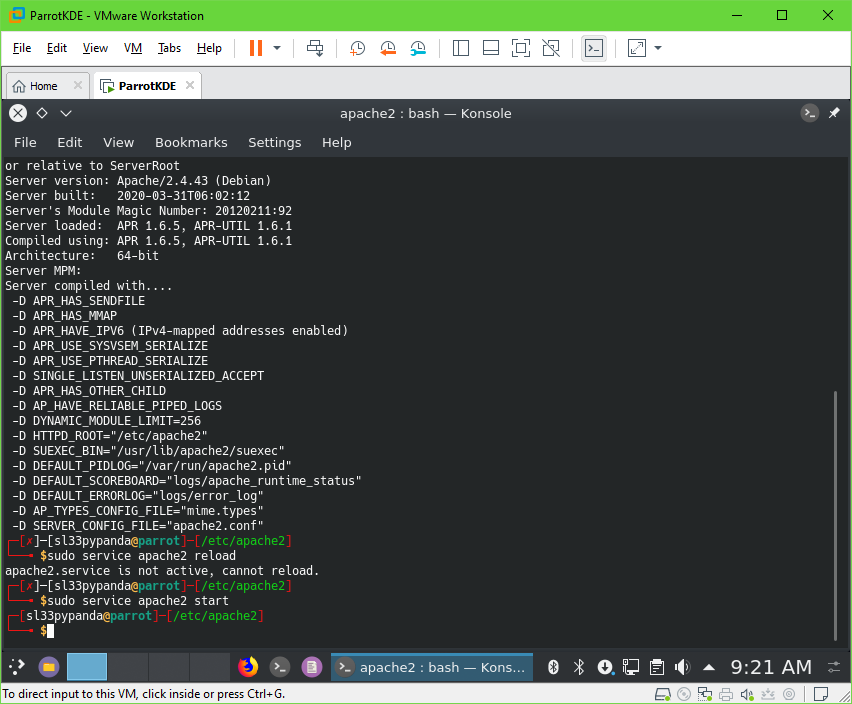 ParrotKDE - VMware Workstation
File Edit View VM Tabs Help
Home ParrotKDE
apache2 : bash — Konsole
File Edit View Bookmarks Settings Help
or relative to ServerRoot
Server version: Apache/2.4.43 (Debian)
Server built:   2020-03-31T06:02:12
Server's Module Magic Number: 20120211:92
Server loaded:  APR 1.6.5, APR-UTIL 1.6.1
Compiled using: APR 1.6.5, APR-UTIL 1.6.1
Architecture:   64-bit
Server MPM:
Server compiled with....
 -D APR_HAS_SENDFILE
 -D APR_HAS_MMAP
 -D APR_HAVE_IPV6 (IPv4-mapped addresses enabled)
 -D APR_USE_SYSVSEM_SERIALIZE
 -D APR_USE_PTHREAD_SERIALIZE
 -D SINGLE_LISTEN_UNSERIALIZED_ACCEPT
 -D APR_HAS_OTHER_CHILD
 -D AP_HAVE_RELIABLE_PIPED_LOGS
 -D DYNAMIC_MODULE_LIMIT=256
 -D HTTPD_ROOT="/etc/apache2"
 -D SUEXEC_BIN="/usr/lib/apache2/suexec"
 -D DEFAULT_PIDLOG="/var/run/apache2.pid"
 -D DEFAULT_SCOREBOARD="logs/apache_runtime_status"
 -D DEFAULT_ERRORLOG="logs/error_log"
 -D AP_TYPES_CONFIG_FILE="mime.types"
 -D SERVER_CONFIG_FILE="apache2.conf"
┌─[✗]─[sl33pypanda@parrot]─[/etc/apache2]
└──╼ $sudo service apache2 reload
apache2.service is not active, cannot reload.
┌─[✗]─[sl33pypanda@parrot]─[/etc/apache2]
└──╼ $sudo service apache2 start
┌─[sl33pypanda@parrot]─[/etc/apache2]
└──╼ $
apache2 : bash — Kons... 9:21 AM
To direct input to this VM, click inside or press Ctrl+G.